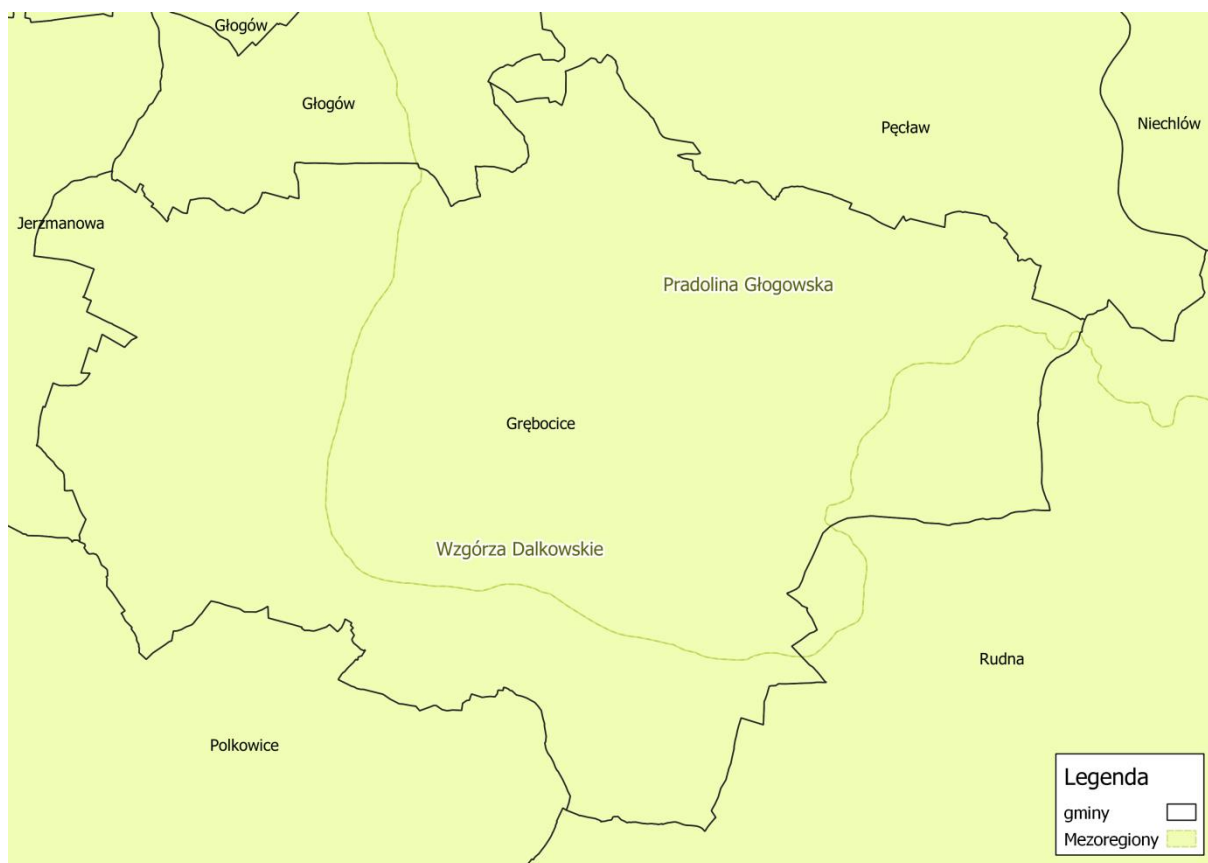 Głogów
Głogów
Pęcław
Niechlów
Jerzmanowa
Pradolina Głogowska
Grębocice
Wzgórza Dalkowskie
Rudna
Polkowice
Legenda
gminy
Mezoregiony